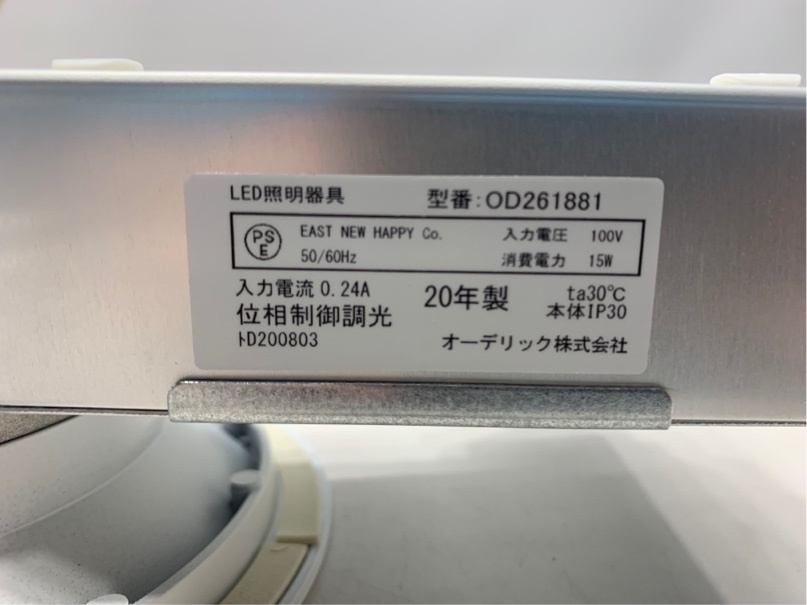 LED照明器具 型番:OD261881
PS
E
EAST NEW HAPPY Co. 入力電圧 100V
50/60Hz 消費電力 15W
入力電流 0.24A 20年製 ta30℃
位相制御調光 本体IP30
ﾄD200803 オーデリック株式会社